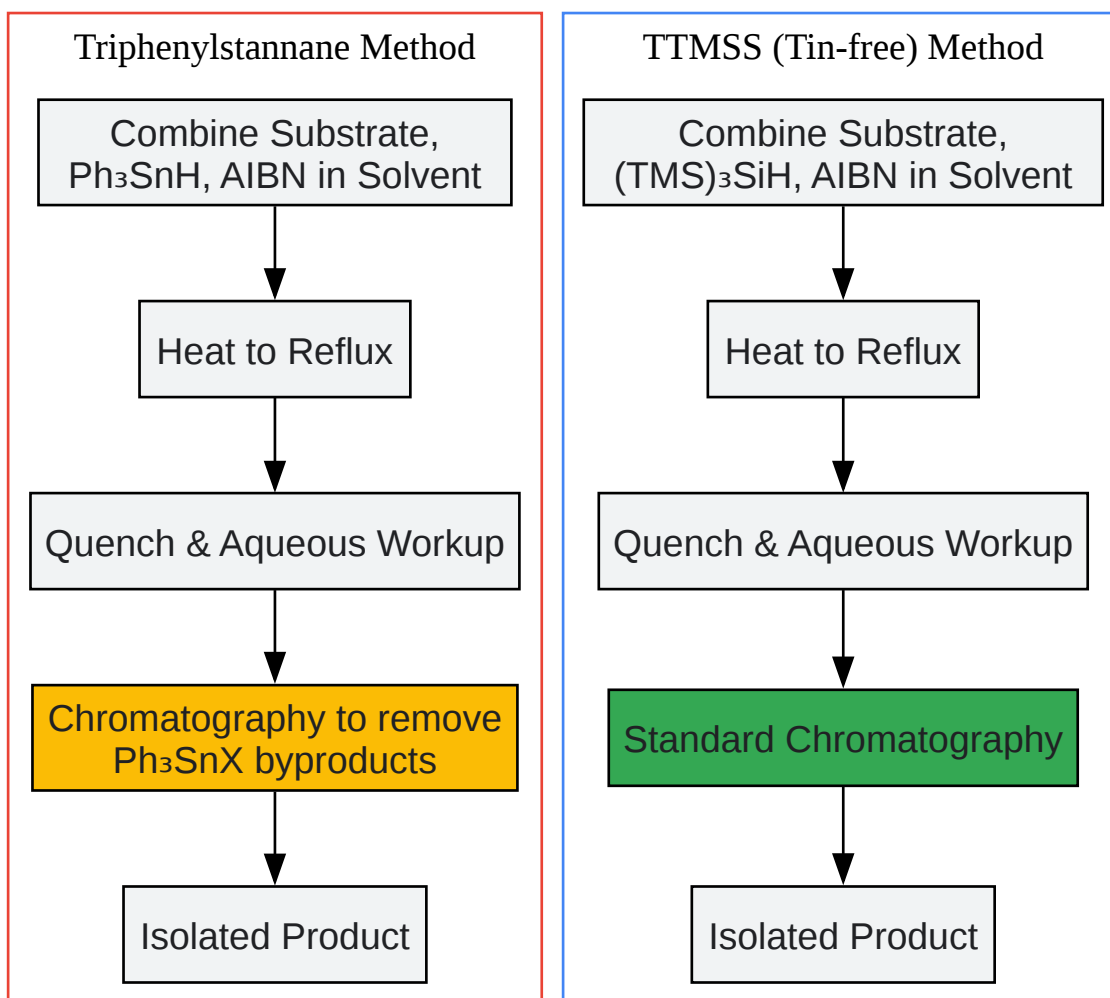 Triphenylstannane Method
Combine Substrate,
Ph₃SnH, AIBN in Solvent
Heat to Reflux
Quench & Aqueous Workup
Chromatography to remove
Ph₃SnX byproducts
Isolated Product
TTMSS (Tin-free) Method
Combine Substrate,
(TMS)₃SiH, AIBN in Solvent
Heat to Reflux
Quench & Aqueous Workup
Standard Chromatography
Isolated Product